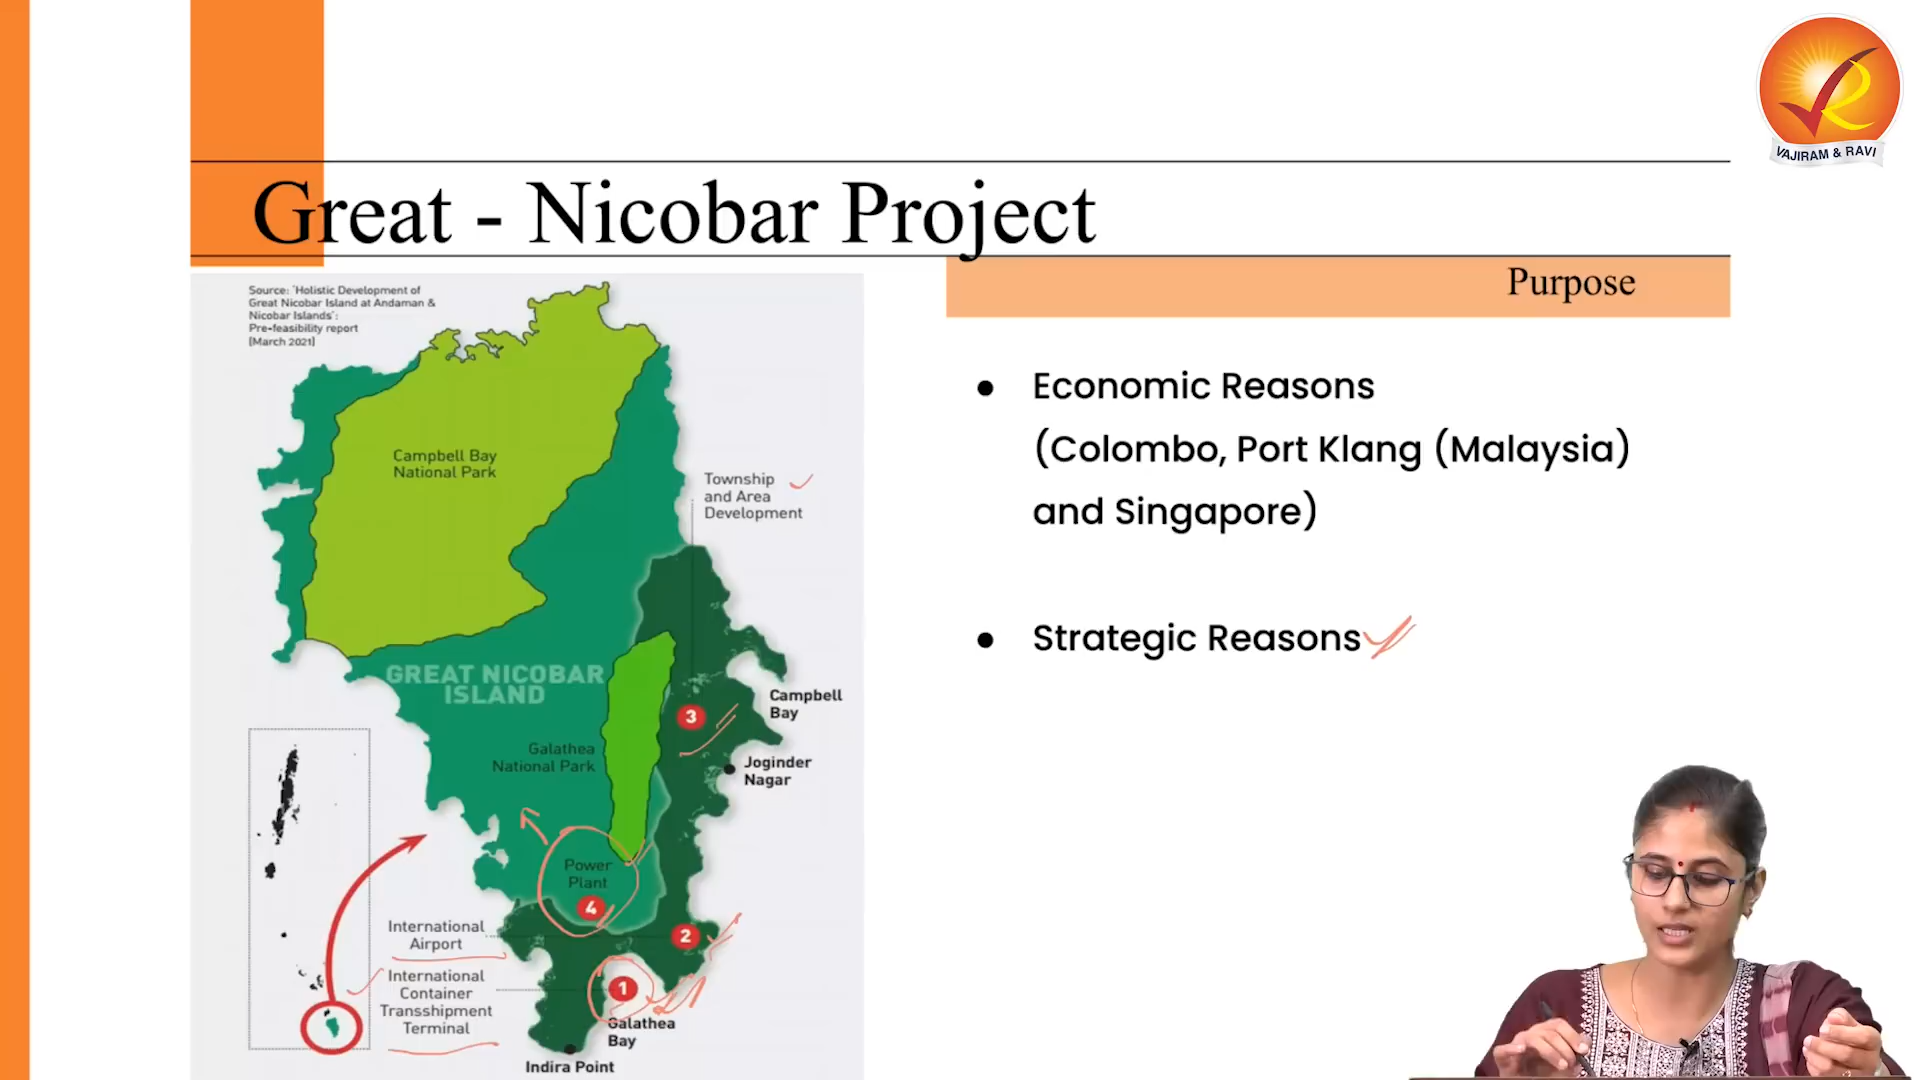 VAJIRAM & RAVI
Great - Nicobar Project
Purpose
Source: 'Holistic Development of
Great Nicobar Island at Andaman &
Nicobar Islands':
Pre-feasibility report
[March 2021]
Campbell Bay
National Park
Township
and Area
Development
GREAT NICOBAR
ISLAND
Campbell
Bay
3
Galathea
National Park
Joginder
Nagar
Power
Plant
4
International
Airport
2
International
Container
Transshipment
Terminal
1
Galathea
Bay
Indira Point
● Economic Reasons
(Colombo, Port Klang (Malaysia)
and Singapore)
● Strategic Reasons